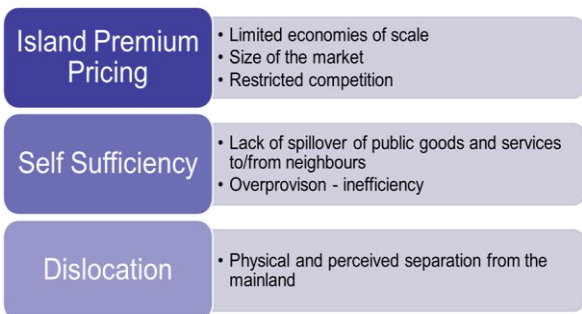 Island Premium
Pricing
• Limited economies of scale
• Size of the market
• Restricted competition
Self Sufficiency
• Lack of spillover of public goods and services
to/from neighbours
• Overprovison - inefficiency
Dislocation
• Physical and perceived separation from the
mainland